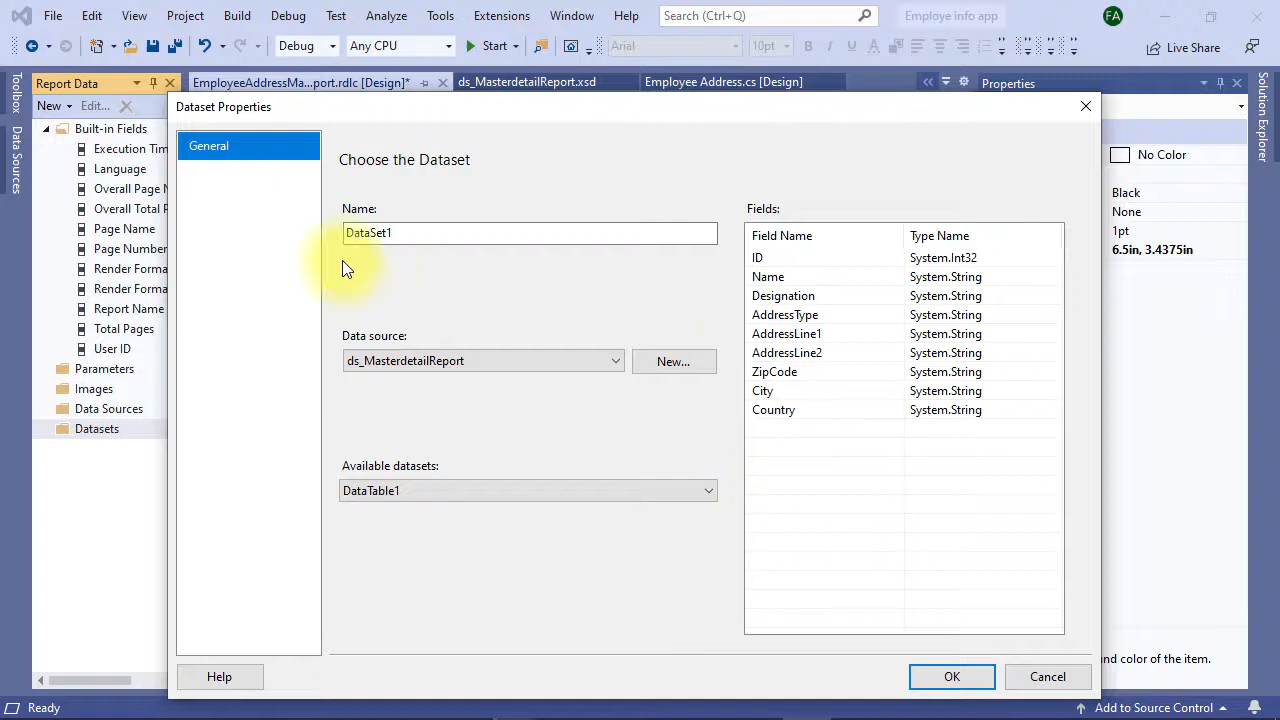 File Edit View Project Build Debug Test Analyze Tools Extensions Window Help Search (Ctrl+Q) Employe info app FA
Debug Any CPU Start Arial 10pt B I U A Live Share
Report Data EmployeeAddressMa...port.rdlc [Design]* ds_MasterdetailReport.xsd Employee Address.cs [Design] Properties
New Edit...
Toolbox
Data Sources
Solution Explorer
Built-in Fields
Execution Tim
Language
Overall Page N
Overall Total P
Page Name
Page Number
Render Forma
Render Forma
Report Name
Total Pages
User ID
Parameters
Images
Data Sources
Datasets
Dataset Properties
General
Choose the Dataset
Name:
DataSet1
Data source:
ds_MasterdetailReport New...
Available datasets:
DataTable1
Fields:
Field Name Type Name
ID System.Int32
Name System.String
Designation System.String
AddressType System.String
AddressLine1 System.String
AddressLine2 System.String
ZipCode System.String
City System.String
Country System.String
Help OK Cancel
No Color
Black
None
1pt
6.5in, 3.4375in
and color of the item.
Ready Add to Source Control